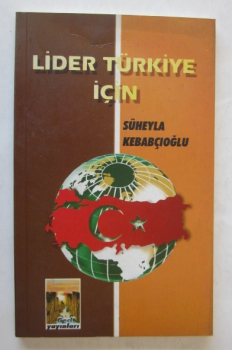 LİDER TÜRKİYE
İÇİN
SÜNEYLA
KEBABÇIOĞLU
yayınları